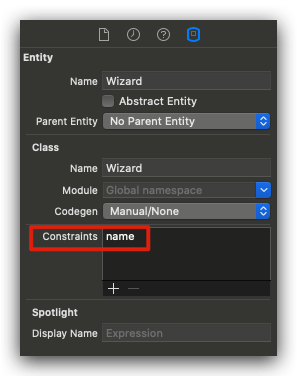 Entity
Name Wizard
Abstract Entity
Parent Entity No Parent Entity
Class
Name Wizard
Module Global namespace
Codegen Manual/None
Constraints name
Spotlight
Display Name Expression